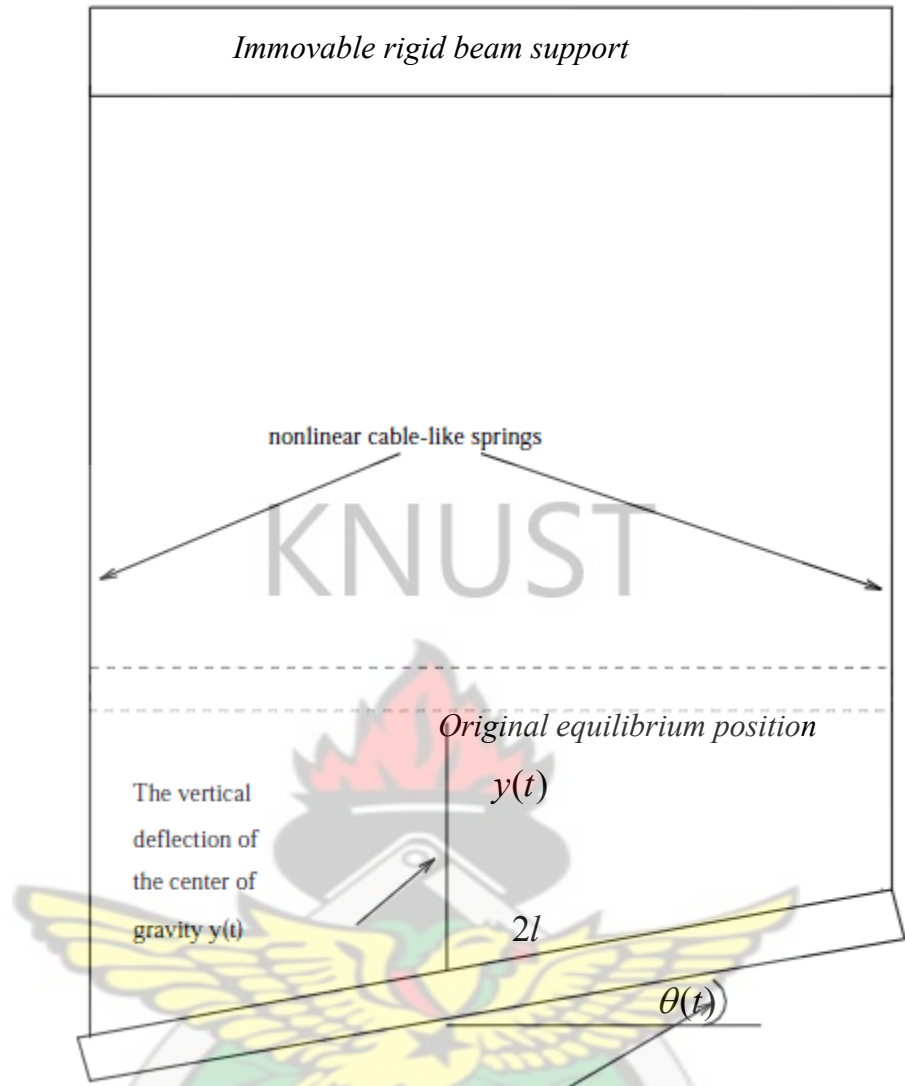 Immovable rigid beam support
nonlinear cable-like springs
KNUST
Original equilibrium position
y(t)
The vertical
deflection of
the center of
gravity y(t)
2l
θ(t)